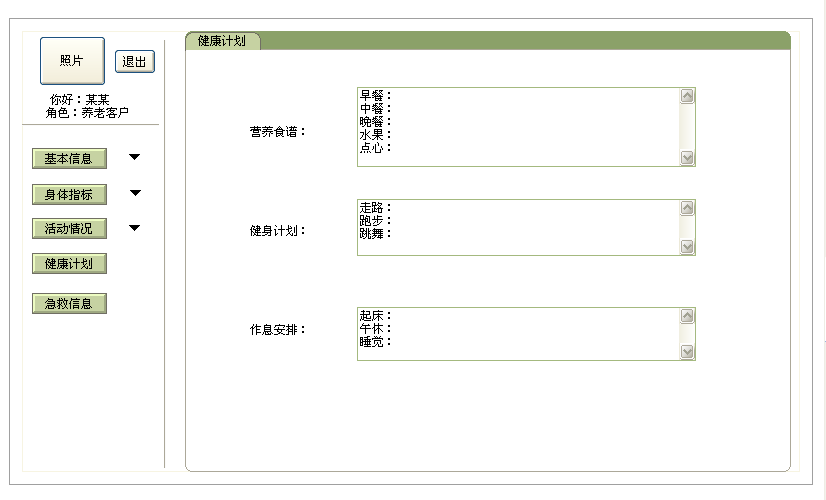 照片
退出
你好：某某
角色：养老客户
基本信息
身体指标
活动情况
健康计划
急救信息
健康计划
营养食谱：
早餐：
中餐：
晚餐：
水果：
点心：
健身计划：
走路：
跑步：
跳舞：
作息安排：
起床：
午休：
睡觉：